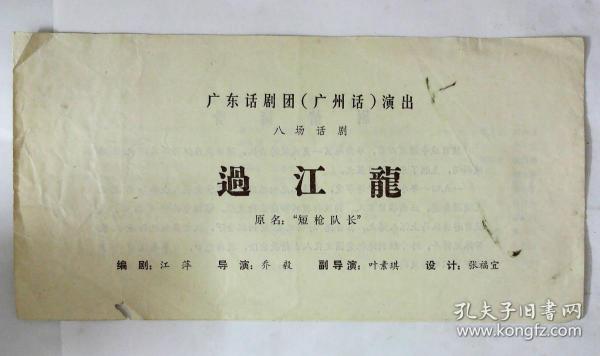 广东话剧团（广州话）演出
八场话剧
過江龍
原名：“短枪队长”
编剧：江萍 导演：乔毅 副导演：叶素琪 设计：张福宜
孔夫子旧书网
www.kongfz.com